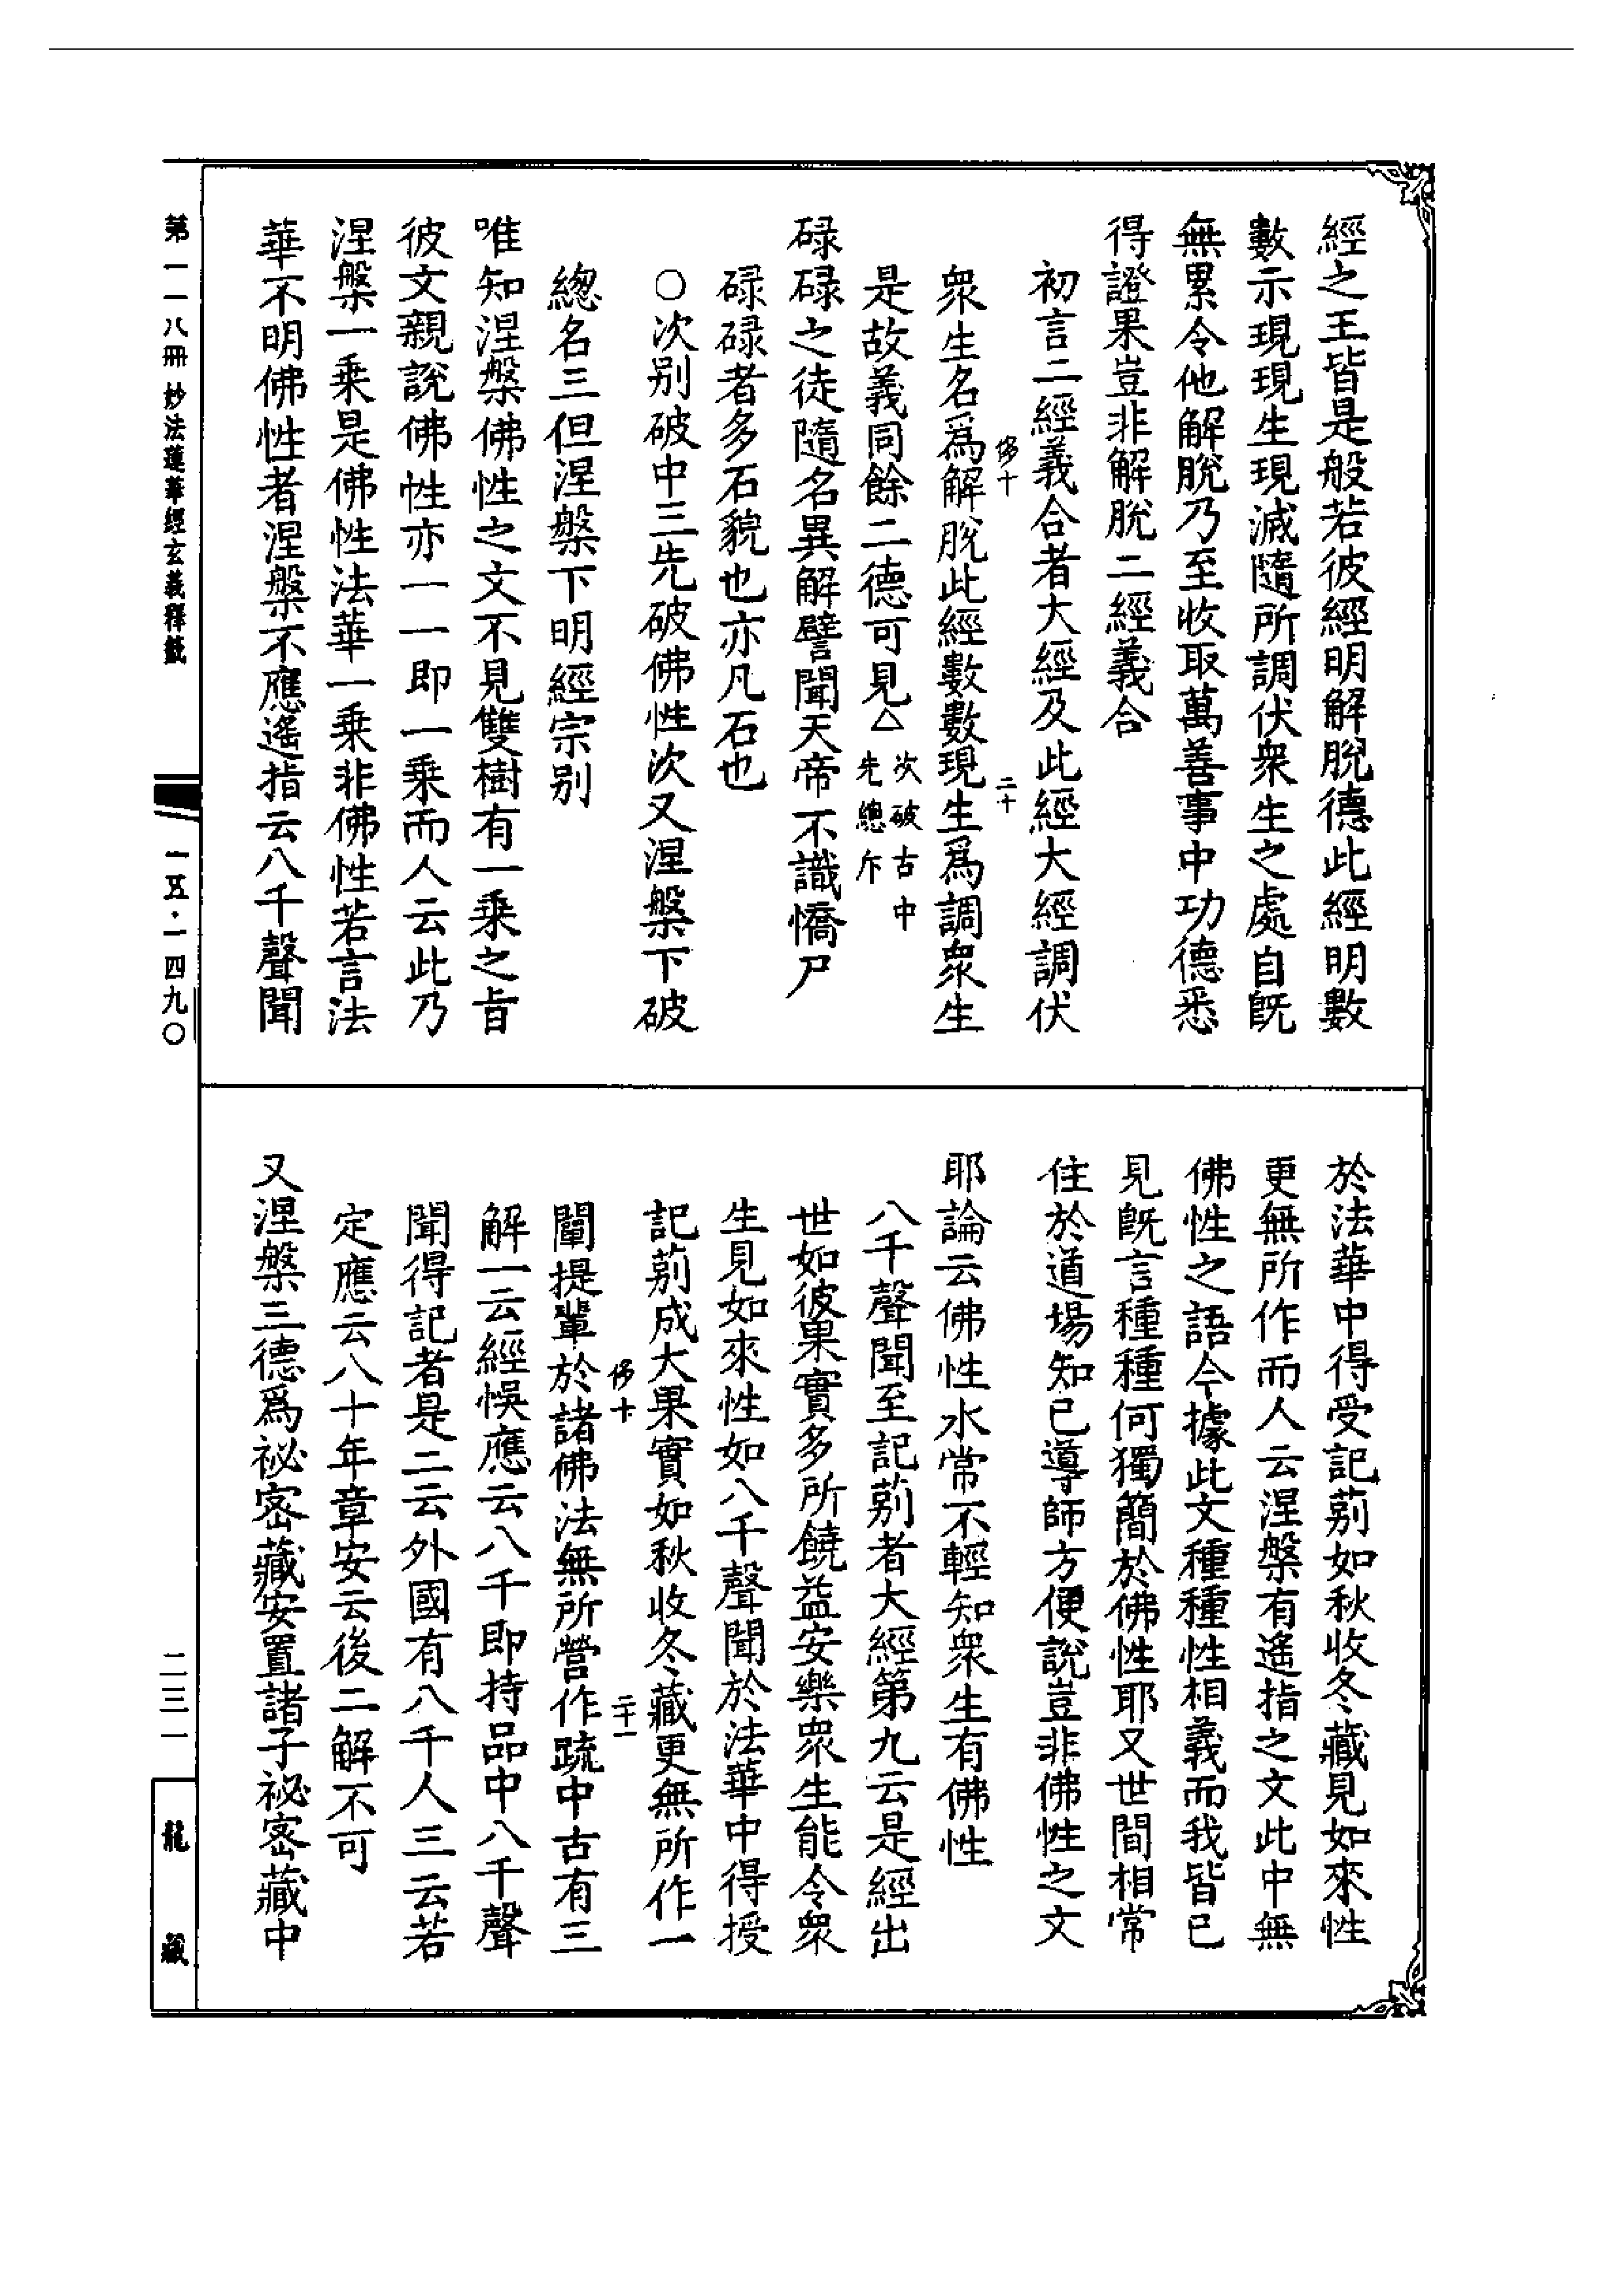 經之王皆是般若彼經明解脫德此經明數
數示現現生現滅隨所調伏衆生之處自旣
無累令他解脫乃至收取萬善事中功德悉
得證果豈非解脫二經義合
初言二經義合者大經及此經大經調伏
侈十
二十
衆生名爲解脫此經數數現生爲調衆生
是故義同餘二德可見△
次破古中
先總斥
碌碌之徒隨名異解譬聞天帝不識憍尸
碌碌者多石貌也亦凡石也
○次别破中三先破佛性次又涅槃下破
總名三但涅槃下明經宗别
唯知涅槃佛性之文不見雙樹有一乘之旨
彼文親說佛性亦一一即一乘而人云此乃
涅槃一乘是佛性法華一乘非佛性若言法
華不明佛性者涅槃不應遙指云八千聲聞
於法華中得受記莂如秋收冬藏見如來性
更無所作而人云涅槃有遙指之文此中無
佛性之語今據此文種種性相義而我皆已
見旣言種種何獨簡於佛性耶又世間相常
住於道場知已導師方便說豈非佛性之文
耶論云佛性水常不輕知衆生有佛性
八千聲聞至記莂者大經第九云是經出
世如彼果實多所饒益安樂衆生能令衆
生見如來性如八千聲聞於法華中得授
記莂成大果實如秋收冬藏更無所作一
侈十
二十一
闡提輩於諸佛法無所營作疏中古有三
解一云經悞應云八千即持品中八千聲
聞得記者是二云外國有八千人三云若
定應云八十年章安云後二解不可
又涅槃三德爲祕密藏安置諸子祕密藏中
第一一八冊 妙法蓮華經玄義釋籤
一五·一四九〇
二三一
龍藏